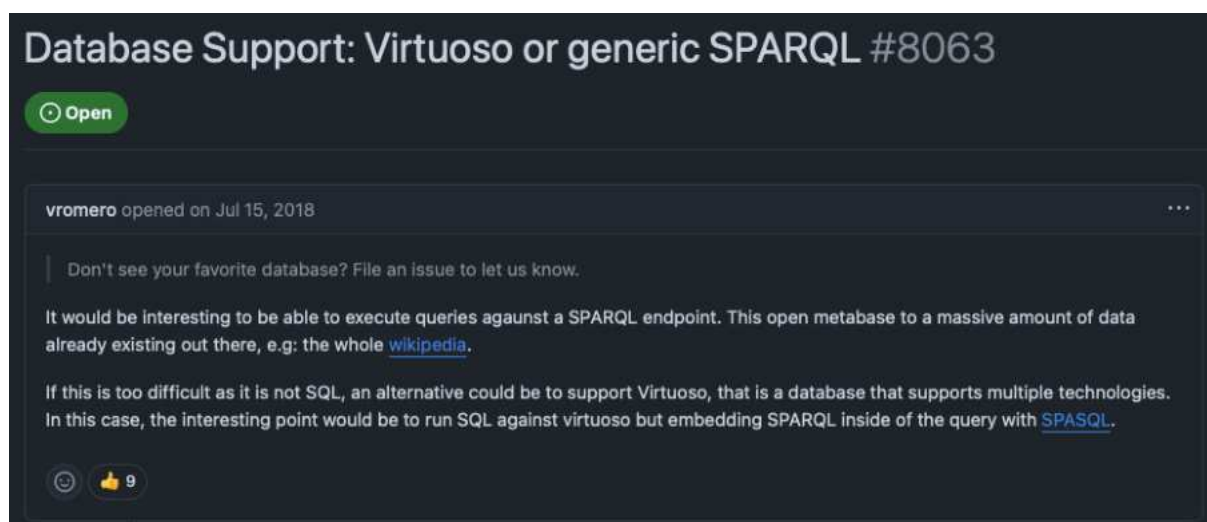 Database Support: Virtuoso or generic SPARQL #8063
Open
vromero opened on Jul 15, 2018
Don't see your favorite database? File an issue to let us know.
It would be interesting to be able to execute queries agaunst a SPARQL endpoint. This open metabase to a massive amount of data
already existing out there, e.g: the whole wikipedia.
If this is too difficult as it is not SQL, an alternative could be to support Virtuoso, that is a database that supports multiple technologies.
In this case, the interesting point would be to run SQL against virtuoso but embedding SPARQL inside of the query with SPASQL.
👍 9